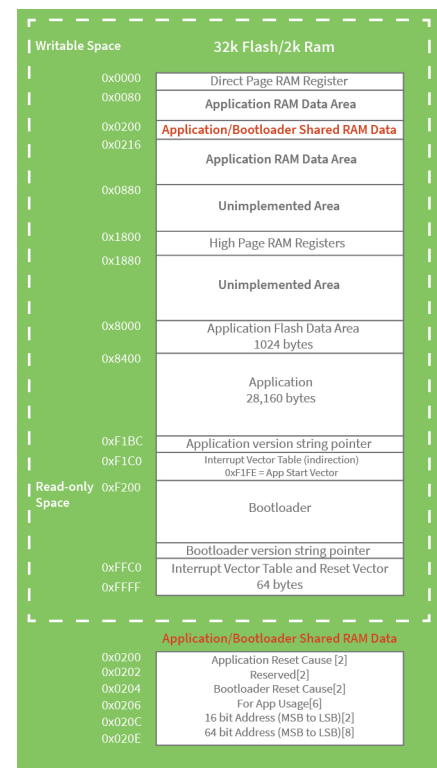 Writable Space
32k Flash/2k Ram
0x0000
Direct Page RAM Register
0x0080
Application RAM Data Area
0x0200
Application/Bootloader Shared RAM Data
0x0216
Application RAM Data Area
0x0880
Unimplemented Area
0x1800
High Page RAM Registers
0x1880
Unimplemented Area
0x8000
Application Flash Data Area
1024 bytes
0x8400
Application
28,160 bytes
0xF1BC
Application version string pointer
0xF1C0
Interrupt Vector Table (indirection)
0xF1FE = App Start Vector
Read-only
Space
0xF200
Bootloader
Bootloader version string pointer
0xFFC0
Interrupt Vector Table and Reset Vector
64 bytes
0xFFFF
Application/Bootloader Shared RAM Data
0x0200
Application Reset Cause [2]
0x0202
Reserved[2]
0x0204
Bootloader Reset Cause[2]
0x0206
For App Usage[6]
0x020C
16 bit Address (MSB to LSB)[2]
0x020E
64 bit Address (MSB to LSB)[8]